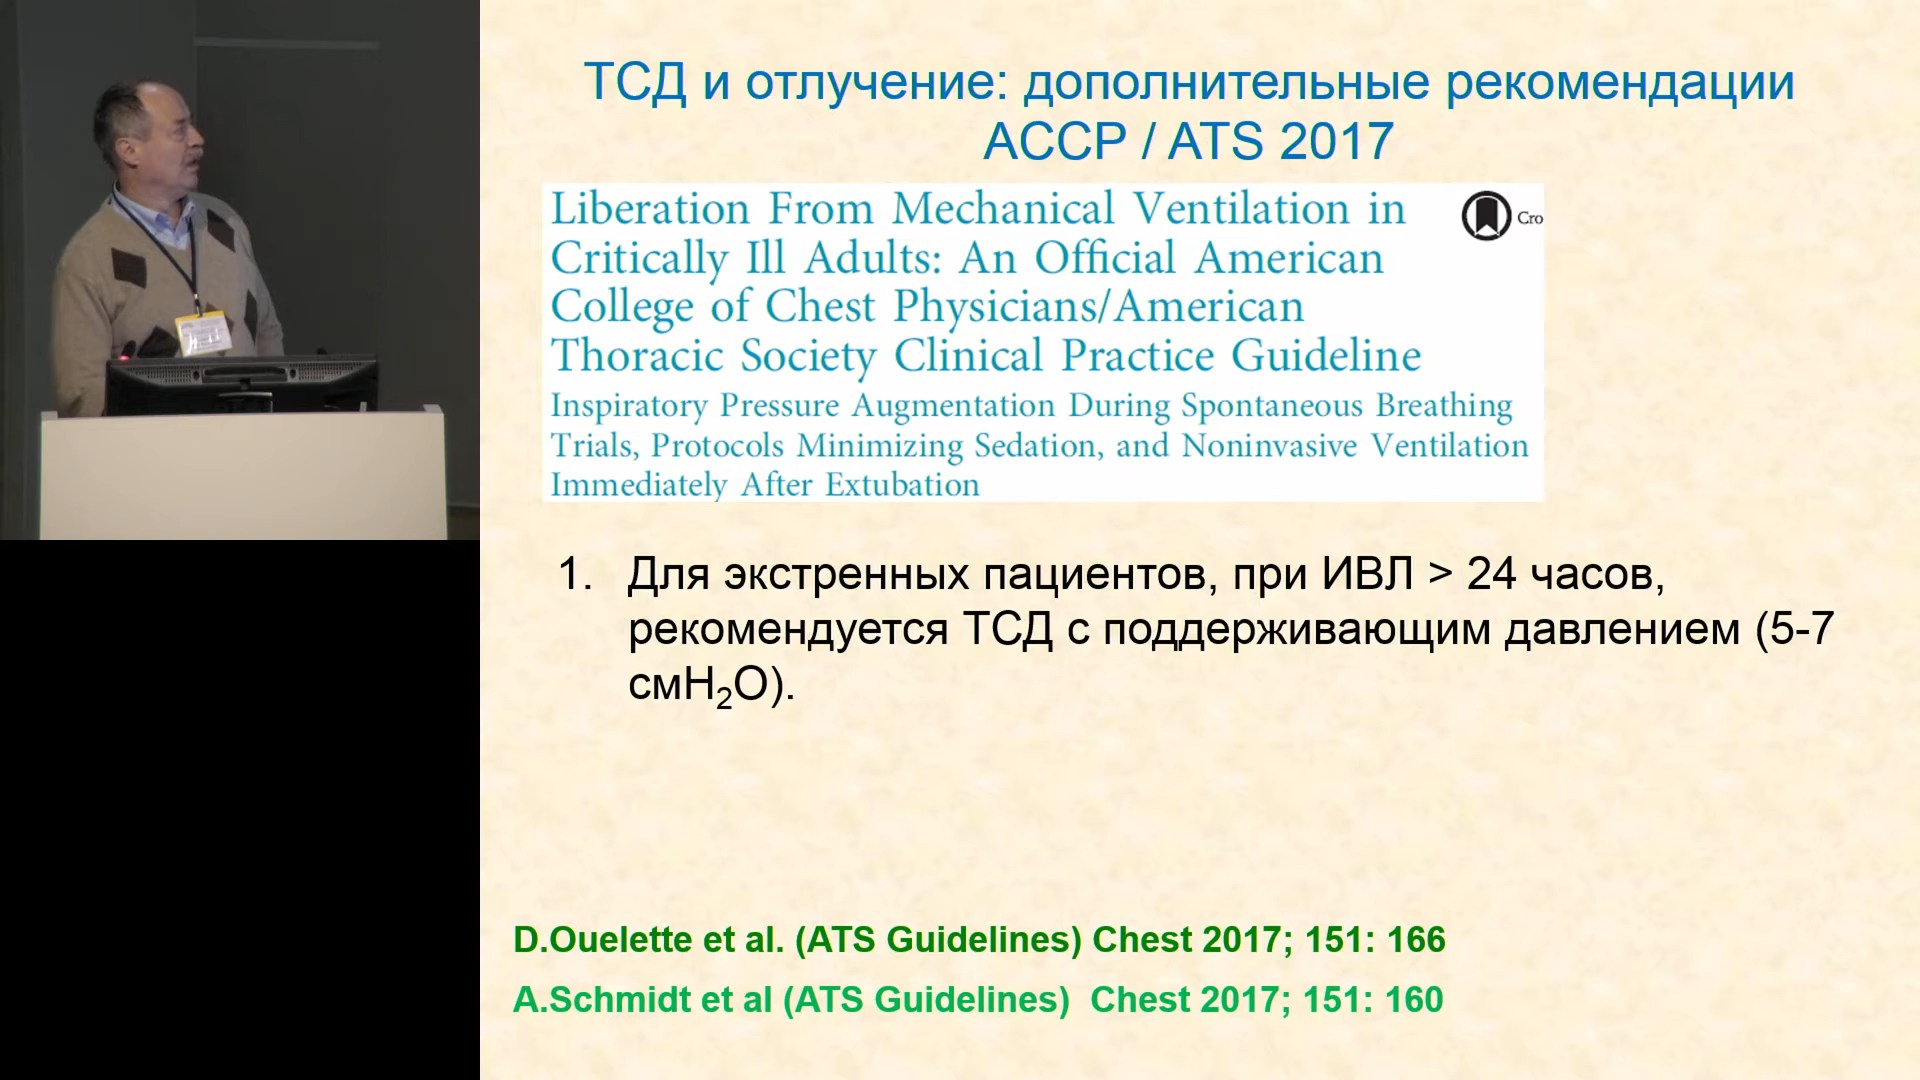 ТСД и отлучение: дополнительные рекомендации
ACCP / ATS 2017
Liberation From Mechanical Ventilation in
Critically Ill Adults: An Official American
College of Chest Physicians/American
Thoracic Society Clinical Practice Guideline
Cro
Inspiratory Pressure Augmentation During Spontaneous Breathing
Trials, Protocols Minimizing Sedation, and Noninvasive Ventilation
Immediately After Extubation
1. Для экстренных пациентов, при ИВЛ > 24 часов,
рекомендуется ТСД с поддерживающим давлением (5-7
смH₂O).
D.Ouelette et al. (ATS Guidelines) Chest 2017; 151: 166
A.Schmidt et al (ATS Guidelines) Chest 2017; 151: 160